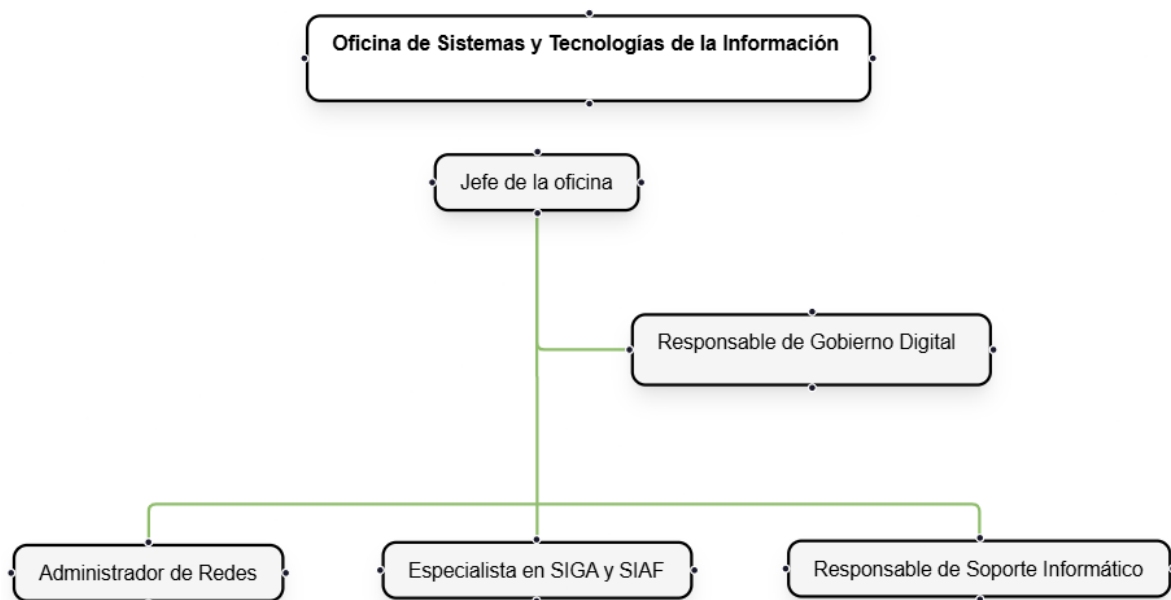 Oficina de Sistemas y Tecnologías de la Información
Jefe de la oficina
Responsable de Gobierno Digital
Administrador de Redes
Especialista en SIGA y SIAF
Responsable de Soporte Informático